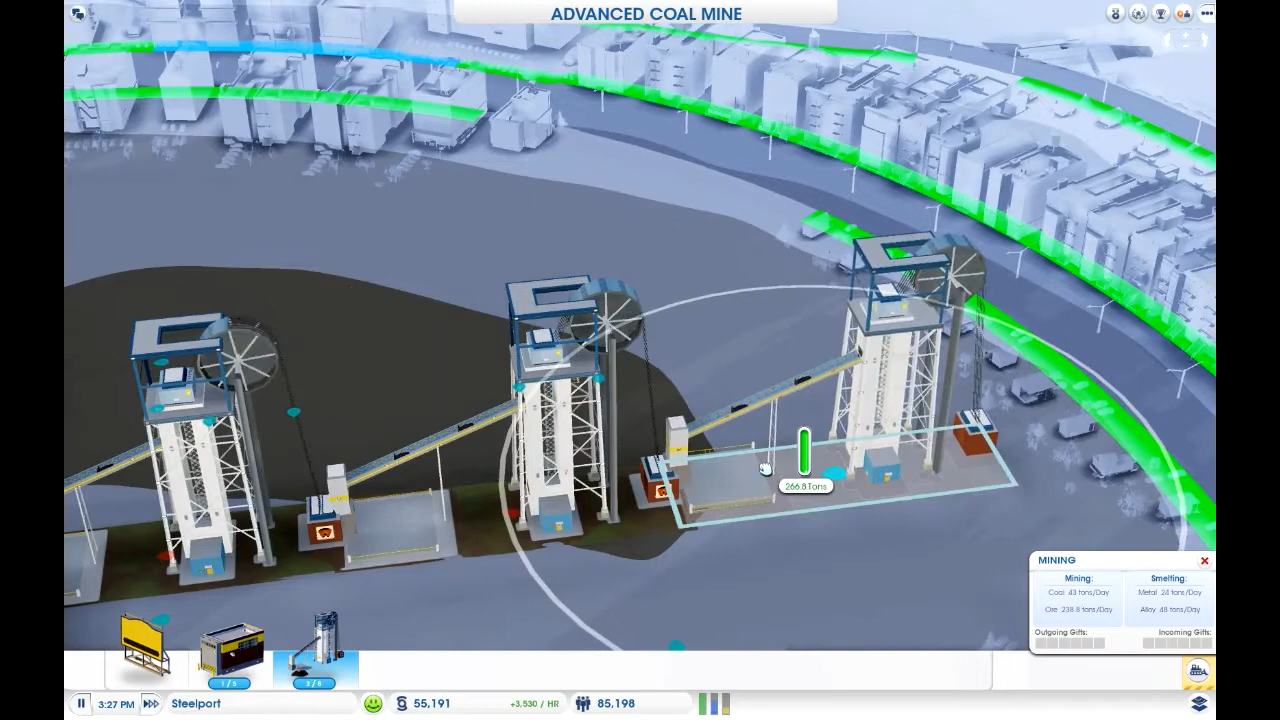 ADVANCED COAL MINE
266.8 Tons
MINING
Mining:
Smelting:
Coal: 43 tons/Day
Metal: 24 tons/Day
Ore: 238.8 tons/Day
Alloy: 48 tons/Day
Outgoing Gifts:
Incoming Gifts:
1 / 5
3 / 8
3:27 PM
Steelport
55,191
+3,530 / HR
85,198